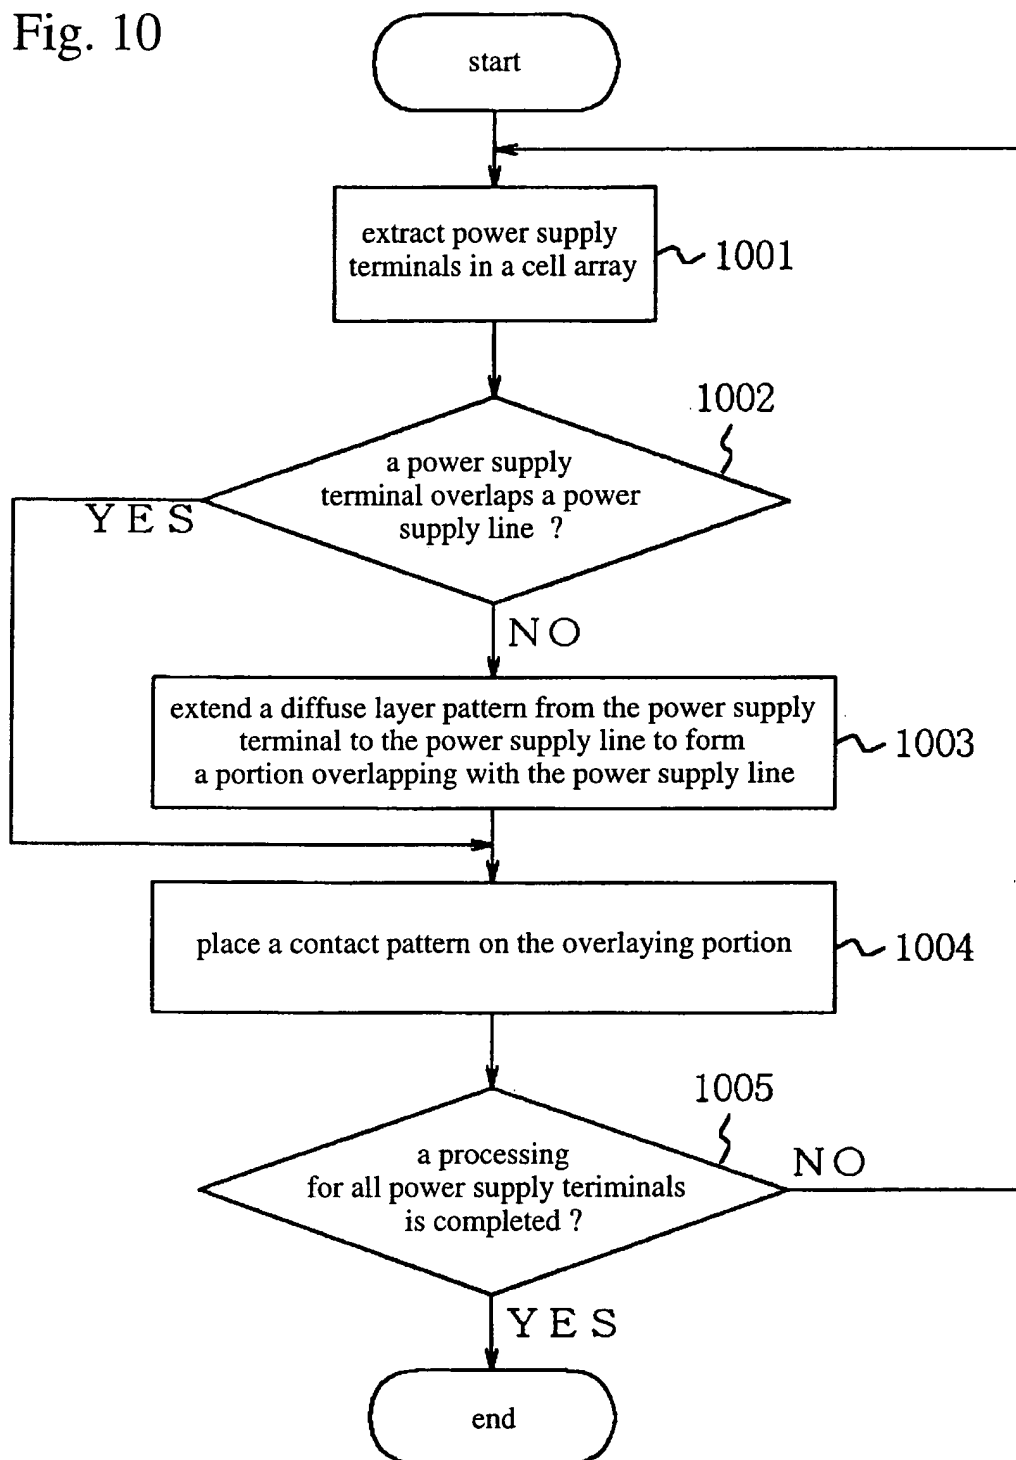 Fig. 10
start
extract power supply
terminals in a cell array
1001
1002
a power supply
terminal overlaps a power
supply line ?
YES
NO
extend a diffuse layer pattern from the power supply
terminal to the power supply line to form
a portion overlapping with the power supply line
1003
place a contact pattern on the overlaying portion
1004
1005
a processing
for all power supply teriminals
is completed ?
NO
YES
end